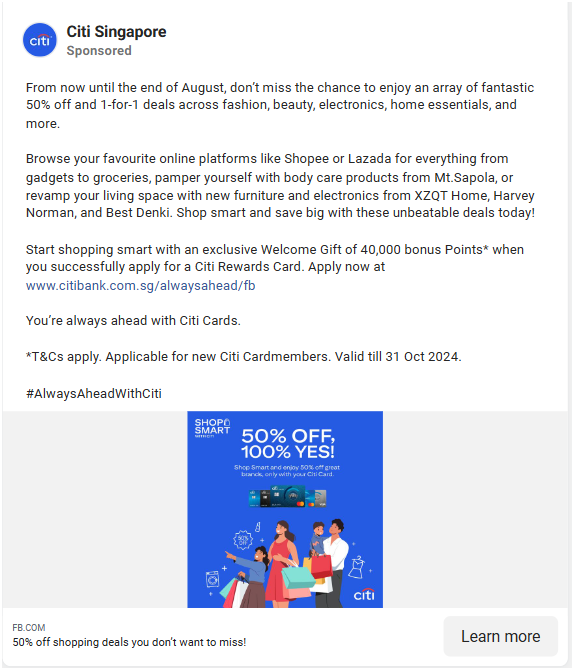 Citi Singapore
Sponsored
From now until the end of August, don't miss the chance to enjoy an array of fantastic
50% off and 1-for-1 deals across fashion, beauty, electronics, home essentials, and
more.
Browse your favourite online platforms like Shopee or Lazada for everything from
gadgets to groceries, pamper yourself with body care products from Mt.Sapola, or
revamp your living space with new furniture and electronics from XZQT Home, Harvey
Norman, and Best Denki. Shop smart and save big with these unbeatable deals today!
Start shopping smart with an exclusive Welcome Gift of 40,000 bonus Points* when
you successfully apply for a Citi Rewards Card. Apply now at
www.citibank.com.sg/alwaysahead/fb
You're always ahead with Citi Cards.
*T&Cs apply. Applicable for new Citi Cardmembers. Valid till 31 Oct 2024.
#AlwaysAheadWithCiti
SHOP
SMART
WITH CITI
50% OFF,
100% YES!
Shop Smart and enjoy 50% off great
brands, only with your Citi Card.
50%
OFF
citi
FB.COM
50% off shopping deals you don't want to miss!
Learn more